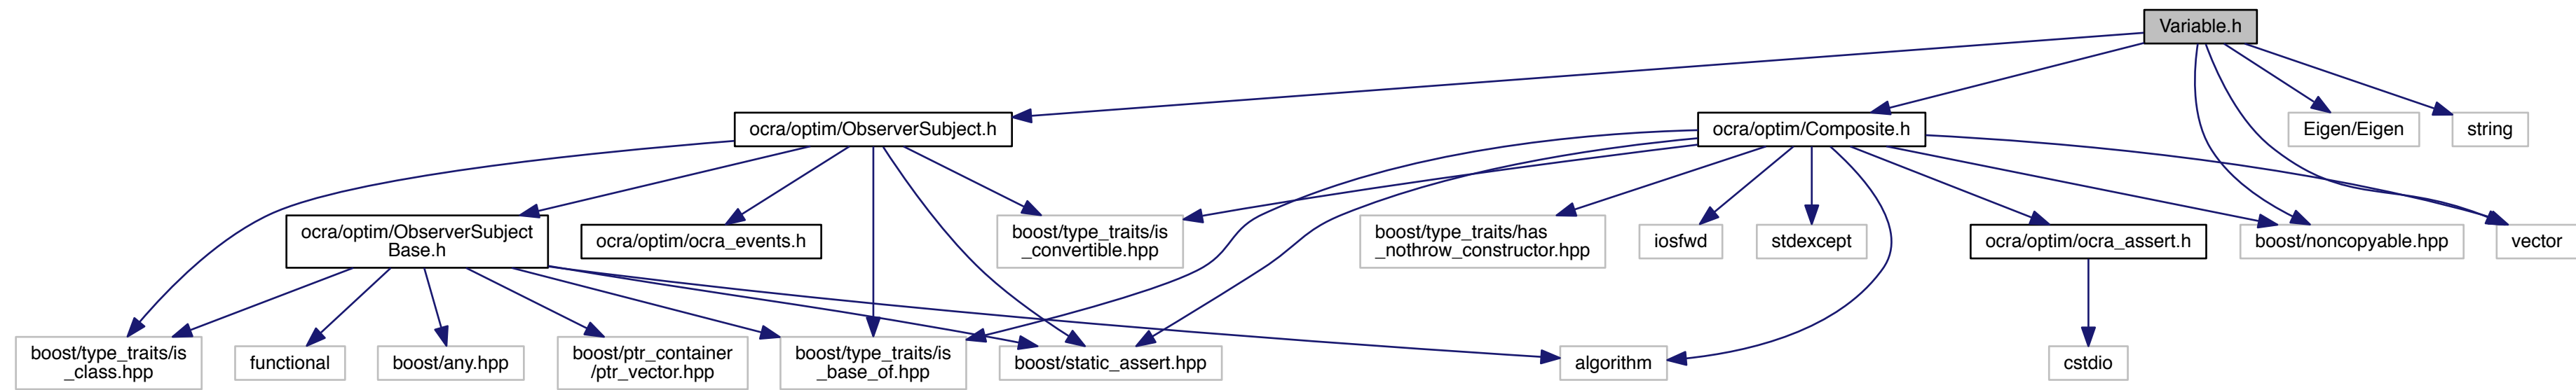 Variable.h
ocra/optim/ObserverSubject.h
ocra/optim/Composite.h
Eigen/Eigen
string
ocra/optim/ObserverSubject
Base.h
ocra/optim/ocra_events.h
boost/type_traits/is
_convertible.hpp
boost/type_traits/has
_nothrow_constructor.hpp
iosfwd
stdexcept
ocra/optim/ocra_assert.h
boost/noncopyable.hpp
vector
boost/type_traits/is
_class.hpp
functional
boost/any.hpp
boost/ptr_container
/ptr_vector.hpp
boost/type_traits/is
_base_of.hpp
boost/static_assert.hpp
algorithm
cstdio